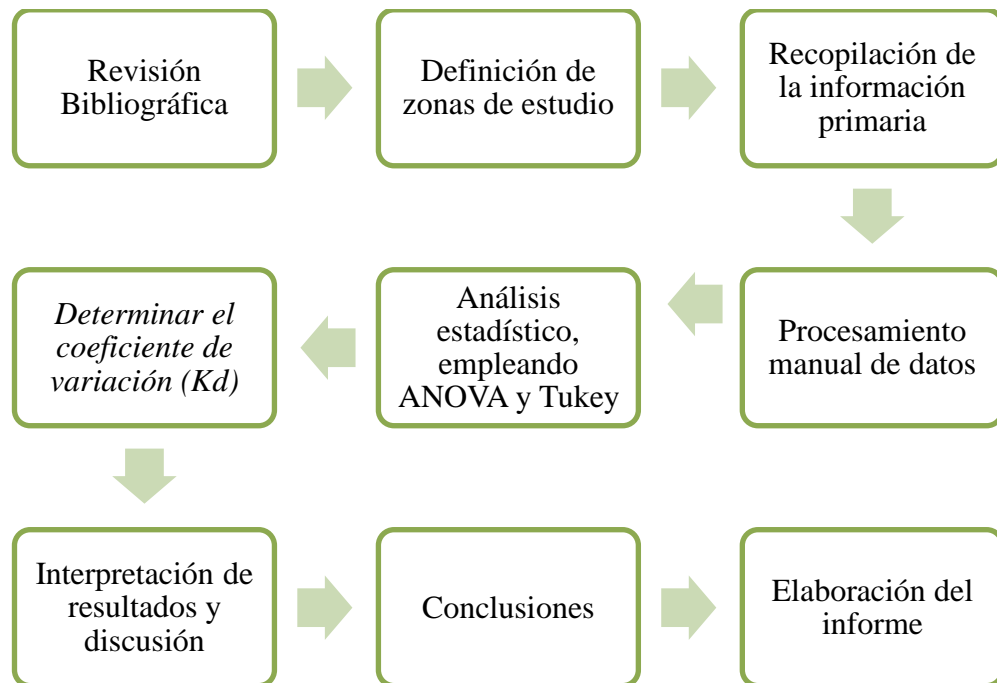 Revisión
Bibliográfica
Definición de
zonas de estudio
Recopilación de
la información
primaria
Procesamiento
manual de datos
Análisis
estadístico,
empleando
ANOVA y Tukey
Determinar el
coeficiente de
variación (Kd)
Interpretación de
resultados y
discusión
Conclusiones
Elaboración del
informe